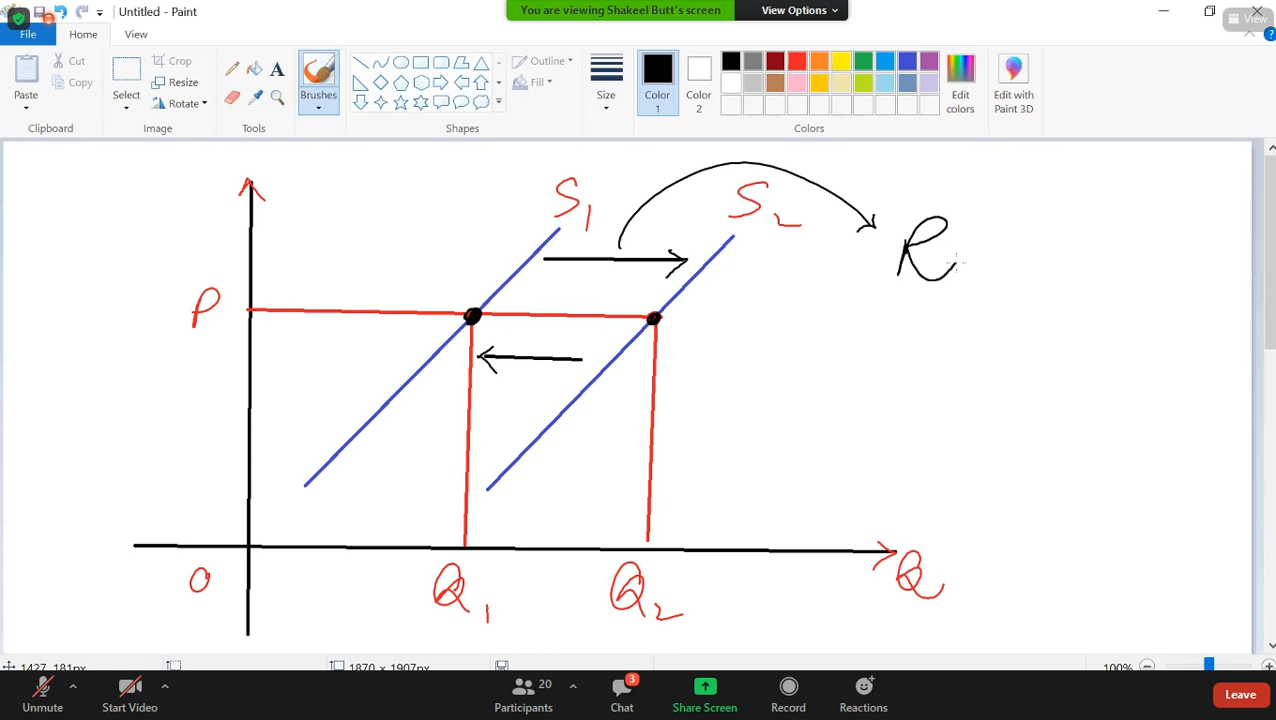 Untitled - Paint
You are viewing Shakeel Butt's screen
View Options
View
File
Home
View
Paste
Cut
Copy
Clipboard
Select
Crop
Resize
Rotate
Image
A
Tools
Brushes
Shapes
Outline
Fill
Size
Color 1
Color 2
Colors
Edit colors
Edit with Paint 3D
S1
S2
R
P
O
Q1
Q2
Q
1427, 181px
1870 × 1907px
100%
Unmute
Start Video
20
Participants
3
Chat
Share Screen
Record
Reactions
Leave